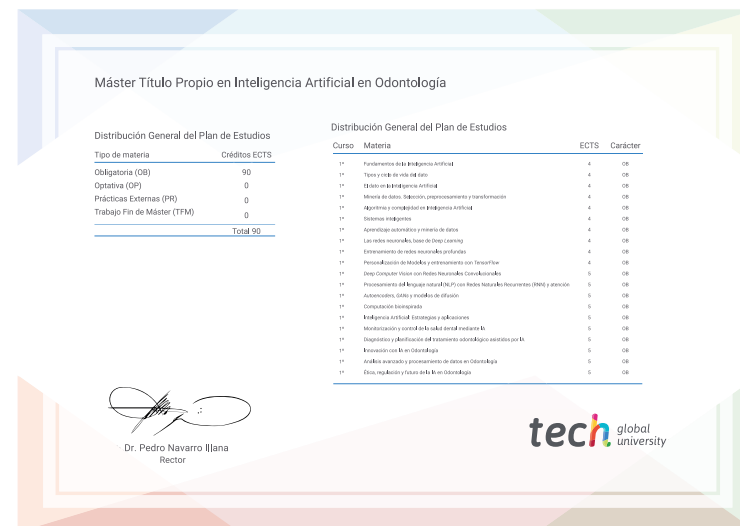 Máster Título Propio en Inteligencia Artificial en Odontología
Distribución General del Plan de Estudios
Tipo de materia Créditos ECTS
Obligatoria (OB) 90
Optativa (OP) 0
Prácticas Externas (PR) 0
Trabajo Fin de Máster (TFM) 0
Total 90
Distribución General del Plan de Estudios
Curso Materia ECTS Carácter
1º Fundamentos de la Inteligencia Artificial 4 OB
1º Tipos y ciclo de vida del dato 4 OB
1º El dato en la Inteligencia Artificial 4 OB
1º Minería de datos. Selección, preprocesamiento y transformación 4 OB
1º Algoritmia y complejidad en Inteligencia Artificial 4 OB
1º Sistemas inteligentes 4 OB
1º Aprendizaje automático y minería de datos 4 OB
1º Las redes neuronales, base de Deep Learning 4 OB
1º Entrenamiento de redes neuronales profundas 4 OB
1º Personalización de Modelos y entrenamiento con TensorFlow 4 OB
1º Deep Computer Vision con Redes Neuronales Convolucionales 5 OB
1º Procesamiento del lenguaje natural (NLP) con Redes Naturales Recurrentes (RNN) y atención 5 OB
1º Autoencoders, GANs y modelos de difusión 5 OB
1º Computación bioinspirada 5 OB
1º Inteligencia Artificial: Estrategias y aplicaciones 5 OB
1º Monitorización y control de la salud dental mediante IA 5 OB
1º Diagnóstico y planificación del tratamiento odontológico asistidos por IA 5 OB
1º Innovación con IA en Odontología 5 OB
1º Análisis avanzado y procesamiento de datos en Odontología 5 OB
1º Ética, regulación y futuro de la IA en Odontología 5 OB
Dr. Pedro Navarro Illana
Rector
tech global university